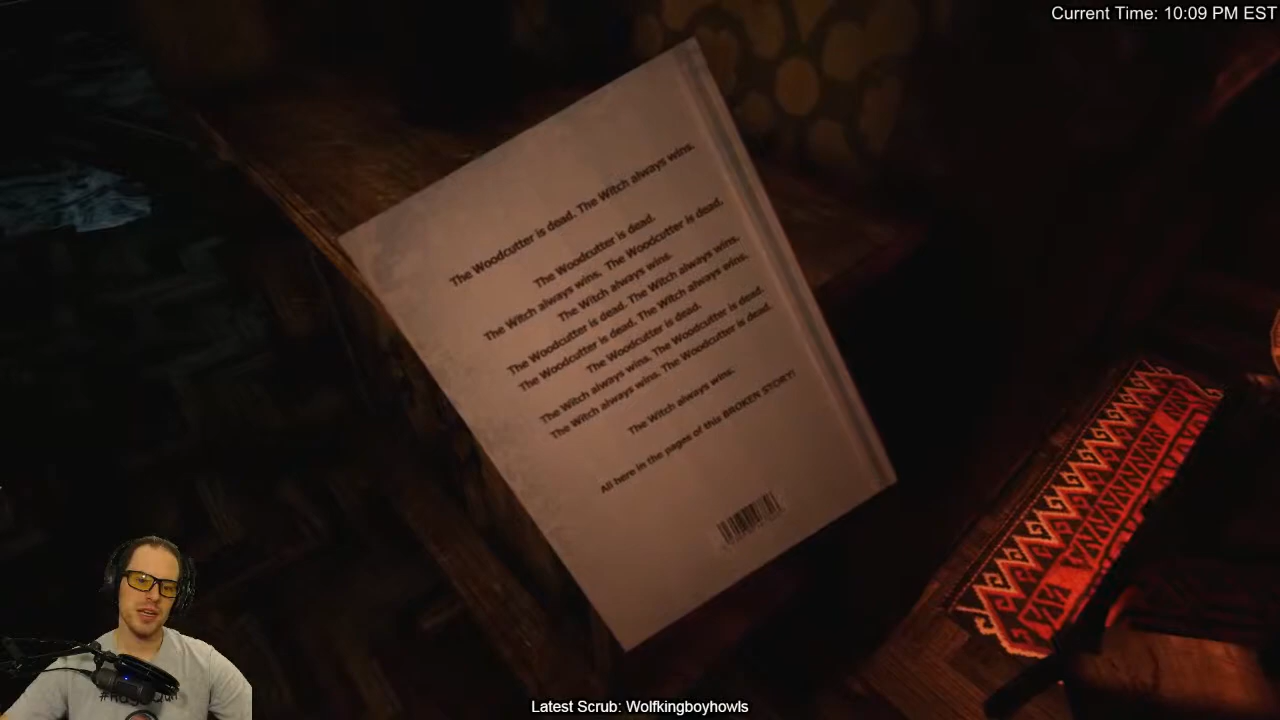 Current Time: 10:09 PM EST
The Woodcutter is dead. The Witch always wins.
The Woodcutter is dead.
The Witch always wins. The Woodcutter is dead.
The Witch always wins.
The Woodcutter is dead. The Witch always wins.
The Woodcutter is dead. The Witch always wins.
The Woodcutter is dead.
The Witch always wins. The Woodcutter is dead.
The Witch always wins. The Woodcutter is dead.
The Witch always wins.
All here in the pages of this BROKEN STORY!
Latest Scrub: Wolfkingboyhowls